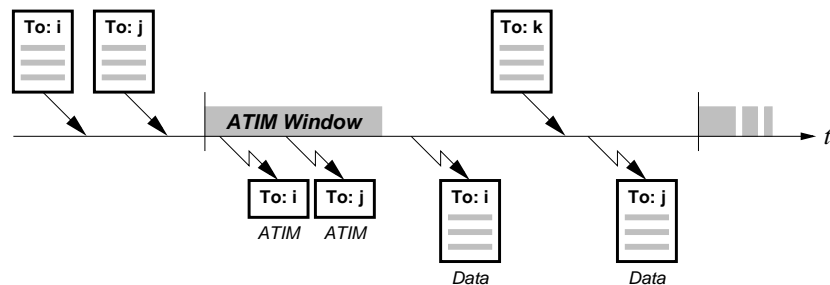 To: i
To: j
To: k
ATIM Window
t
To: i
To: j
To: i
To: j
ATIM
ATIM
Data
Data